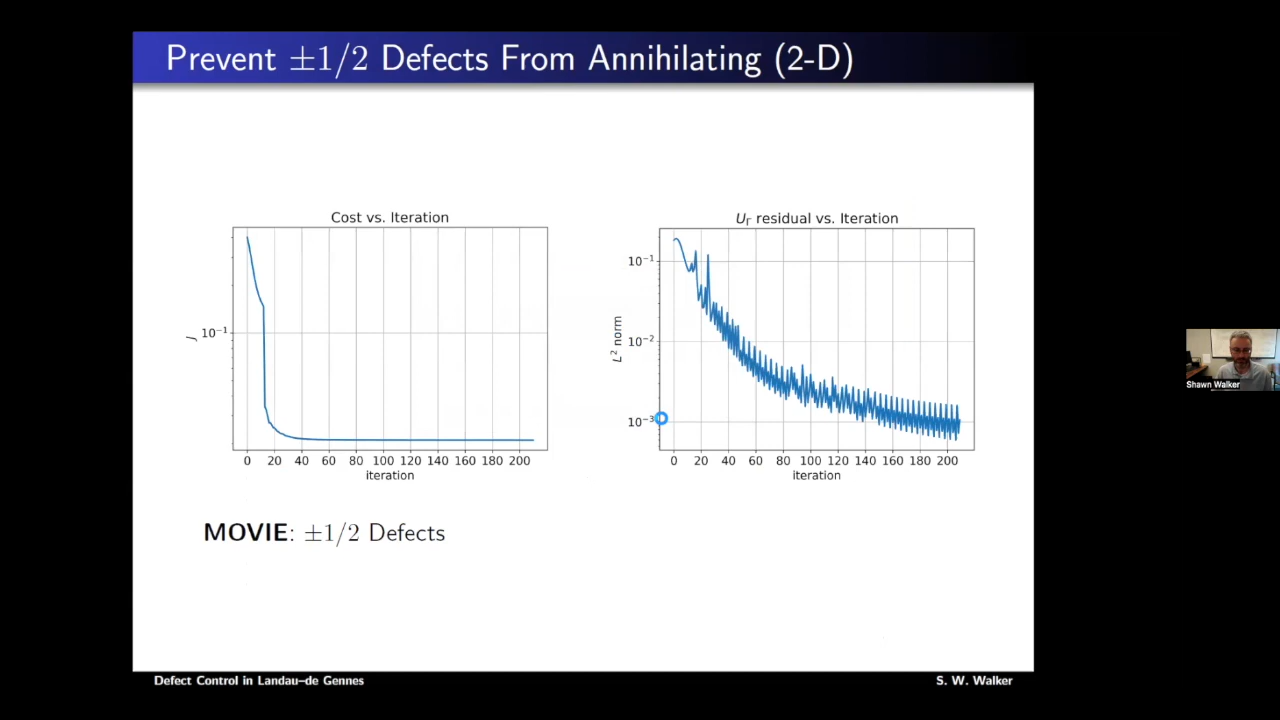 Prevent ±1/2 Defects From Annihilating (2-D)
Cost vs. Iteration
J
10⁻¹
0 20 40 60 80 100 120 140 160 180 200
iteration
U_Γ residual vs. Iteration
L² norm
10⁻¹
10⁻²
10⁻³
0 20 40 60 80 100 120 140 160 180 200
iteration
MOVIE: ±1/2 Defects
Shawn Walker
Defect Control in Landau–de Gennes
S. W. Walker